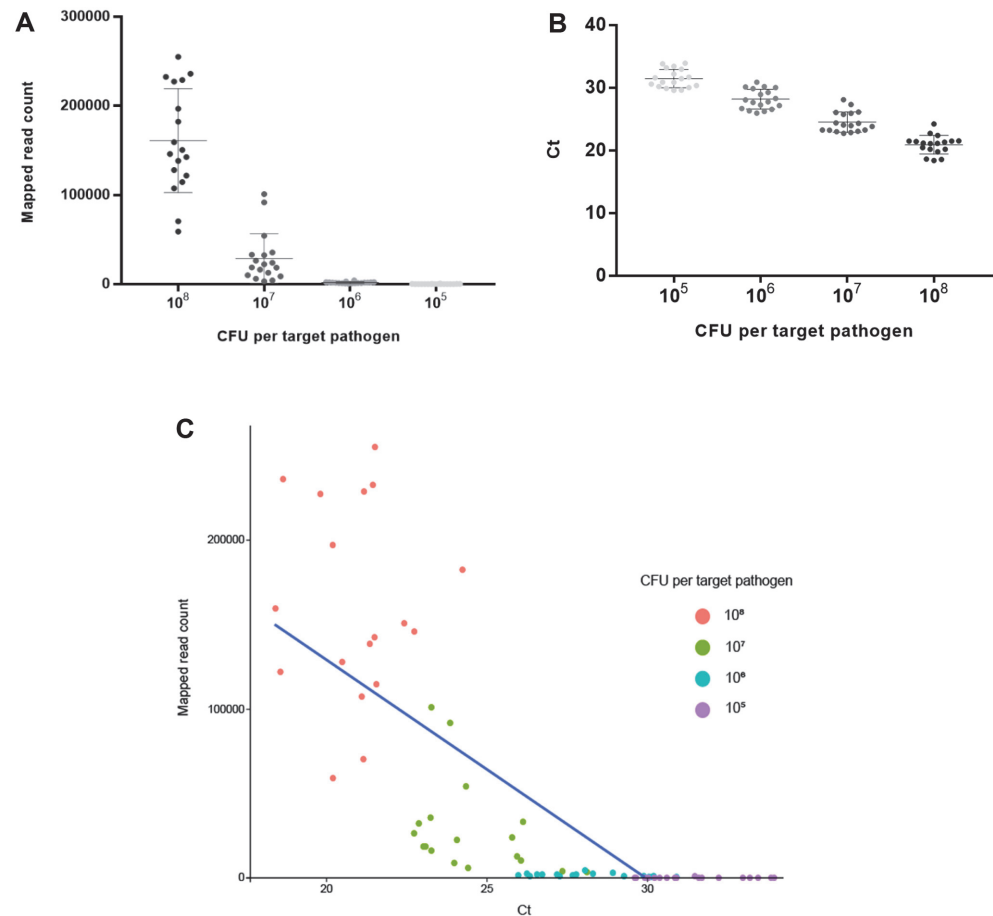 A
Mapped read count
300000
200000
100000
0
10⁸ 10⁷ 10⁶ 10⁵
CFU per target pathogen
B
Ct
40
30
20
10
0
10⁵ 10⁶ 10⁷ 10⁸
CFU per target pathogen
C
Mapped read count
200000
100000
0
20 25 30
Ct
CFU per target pathogen
10⁸
10⁷
10⁶
10⁵